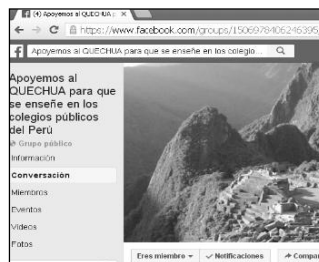 (4) Apoyemos al QUECHUA
https://www.facebook.com/groups/1506978406246395
Apoyemos al QUECHUA para que se enseñe en los colegio...
Apoyemos al
QUECHUA para que
se enseñe en los
colegios públicos
del Perú
Grupo público
Información
Conversación
Miembros
Eventos
Videos
Fotos
Eres miembro
Notificaciones
Compar